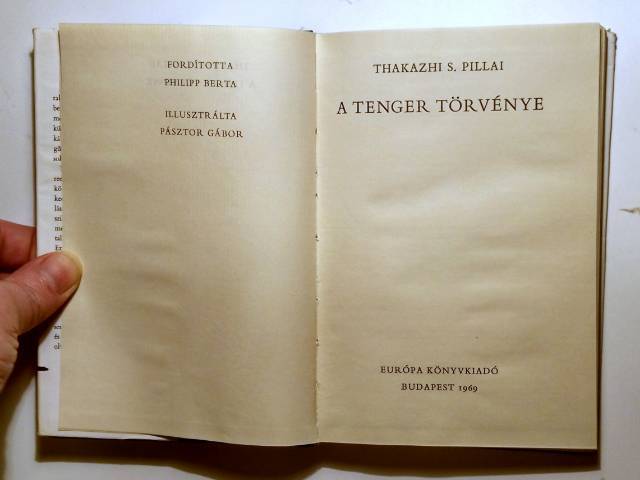 FORDÍTOTTA
PHILIPP BERTA
ILLUSZTRÁLTA
PÁSZTOR GÁBOR
THAKAZHI S. PILLAI
A TENGER TÖRVÉNYE
EURÓPA KÖNYVKIADÓ
BUDAPEST 1969